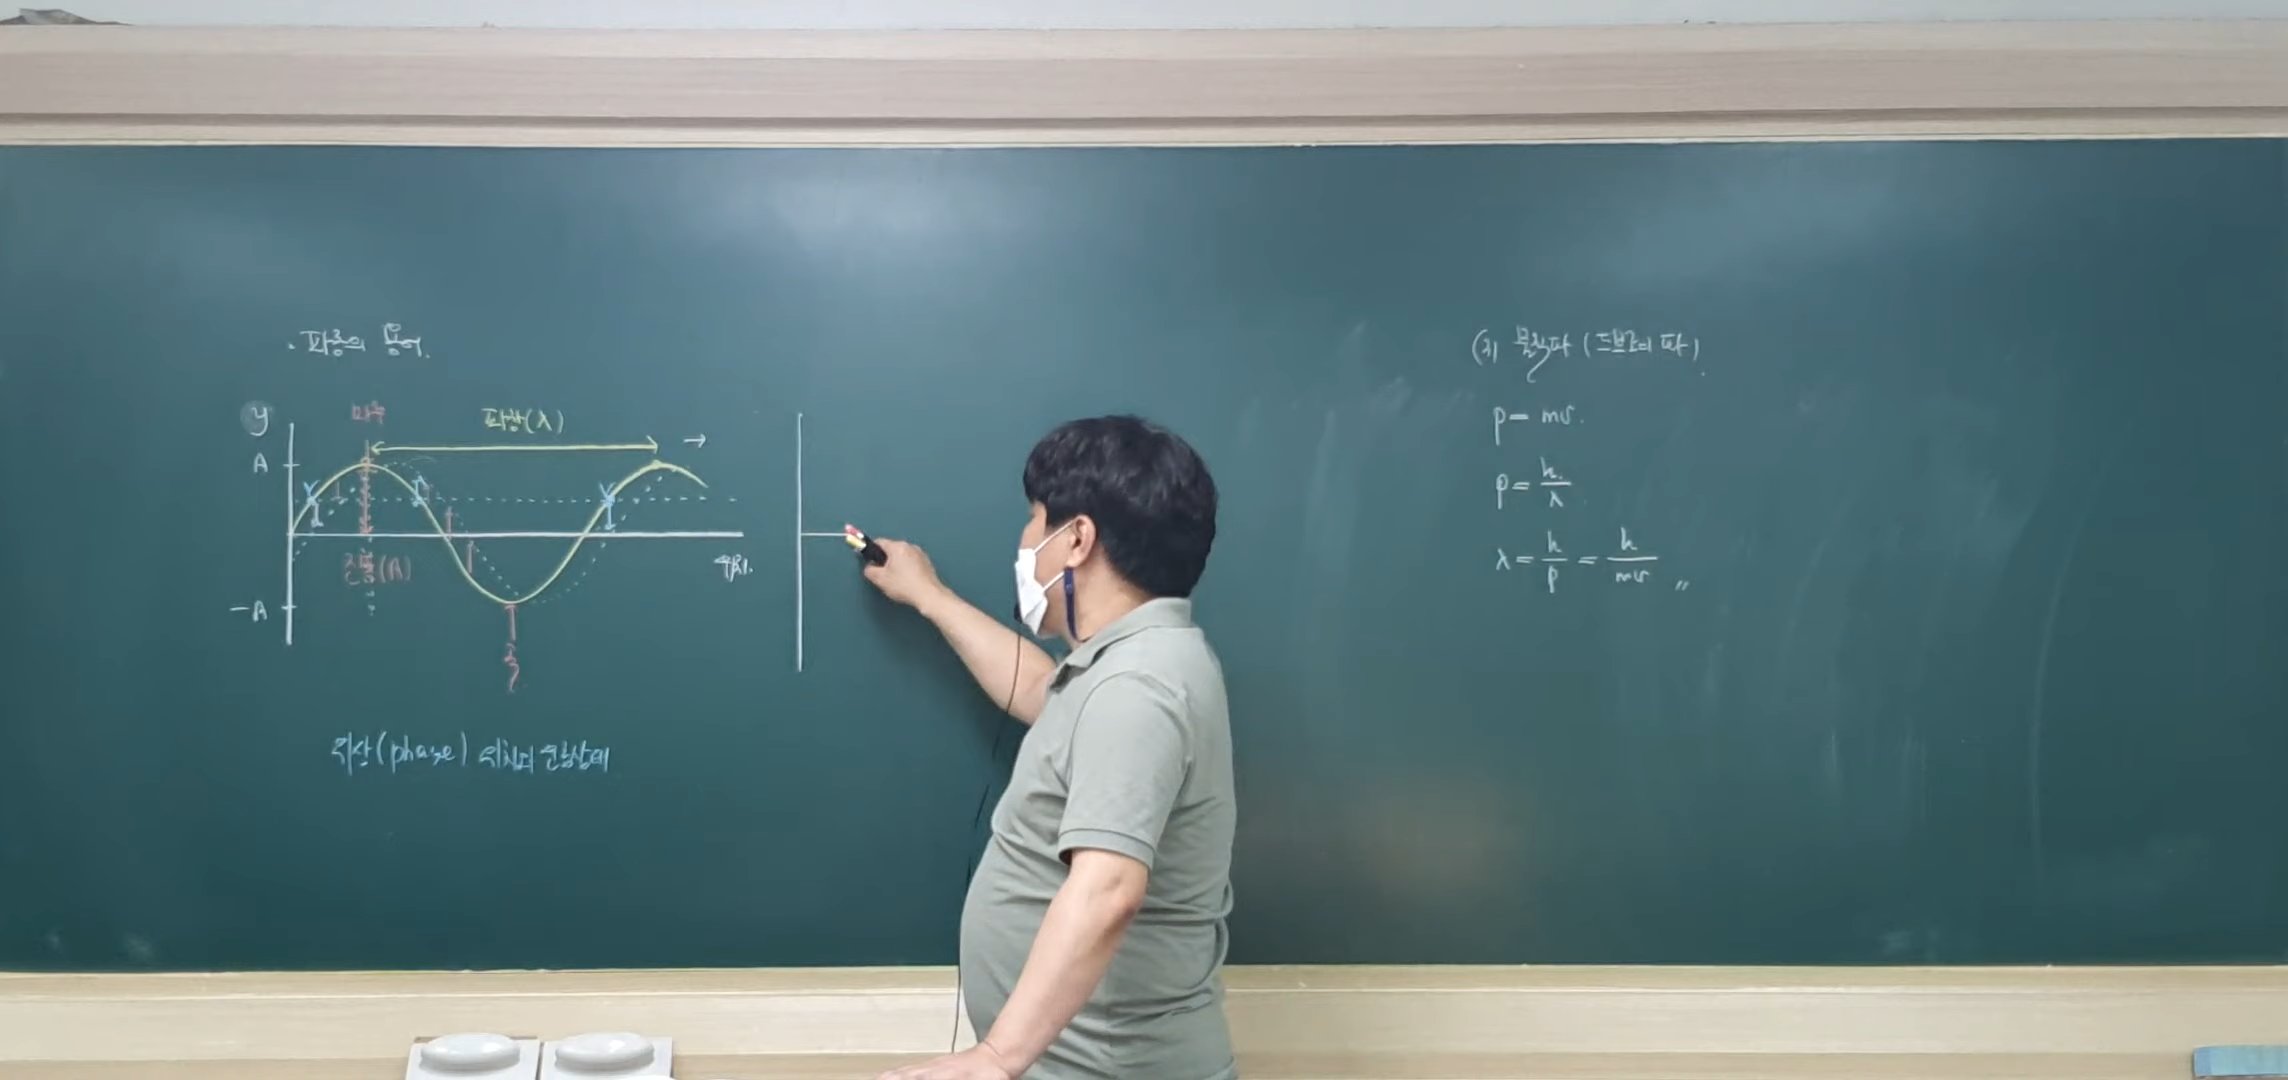 · 파동의 용어.
y
마루
파장(λ)
→
A
진폭(A)
위치.
-A
골
위상(phase) 위치와 진동상태
(3) 물질파 (드브로이 파).
p = mv.
p = h/λ
λ = h/p = h/mv 〃